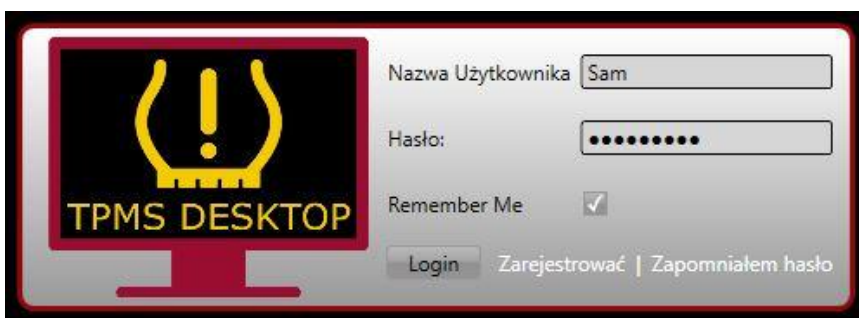 TPMS DESKTOP
Nazwa Użytkownika Sam
Hasło: •••••••••
Remember Me
Login Zarejestrować | Zapomniałem hasło